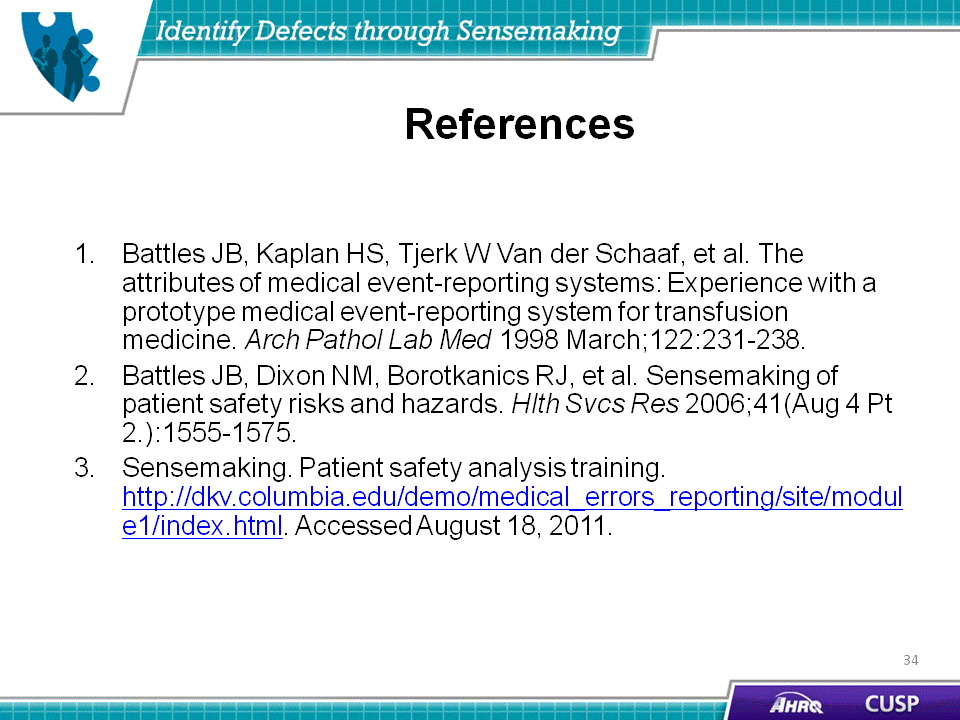 Identify Defects through Sensemaking
References
1. Battles JB, Kaplan HS, Tjerk W Van der Schaaf, et al. The
attributes of medical event-reporting systems: Experience with a
prototype medical event-reporting system for transfusion
medicine. Arch Pathol Lab Med 1998 March;122:231-238.
2. Battles JB, Dixon NM, Borotkanics RJ, et al. Sensemaking of
patient safety risks and hazards. Hlth Svcs Res 2006;41(Aug 4 Pt
2.):1555-1575.
3. Sensemaking. Patient safety analysis training.
http://dkv.columbia.edu/demo/medical_errors_reporting/site/modul
e1/index.html. Accessed August 18, 2011.
34
AHRQ CUSP